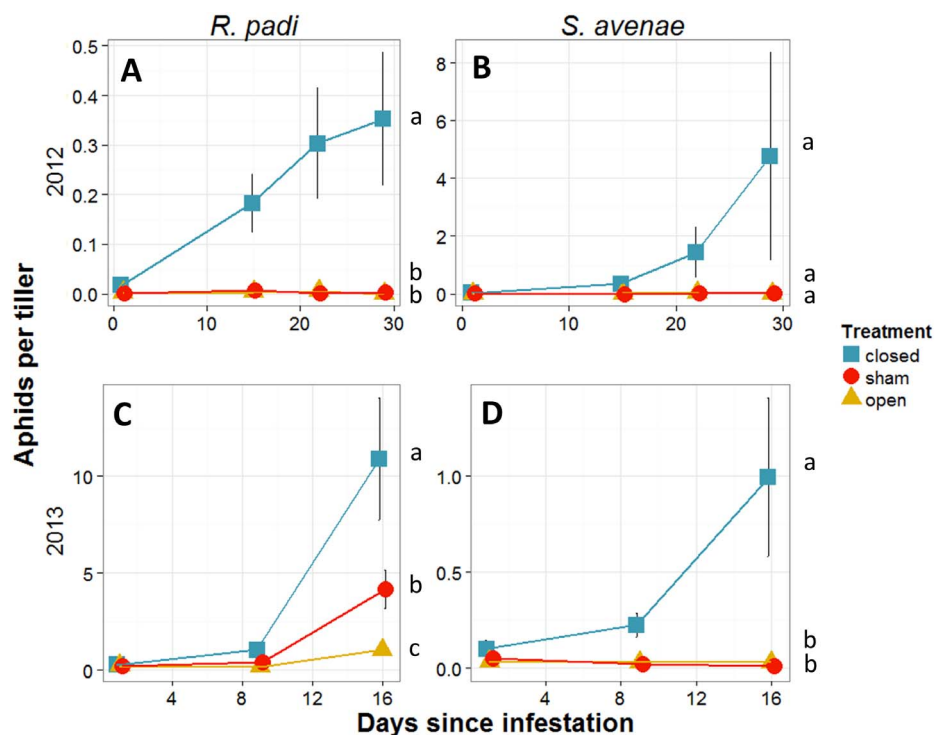 R. padi
S. avenae
Aphids per tiller
2012
A
0.5
0.4
0.3
0.2
0.1
0.0
0
10
20
30
a
b
b
B
8
6
4
2
0
0
10
20
30
a
a
a
Treatment
closed
sham
open
2013
C
10
5
0
4
8
12
16
a
b
c
D
1.0
0.5
0.0
4
8
12
16
a
b
b
Days since infestation